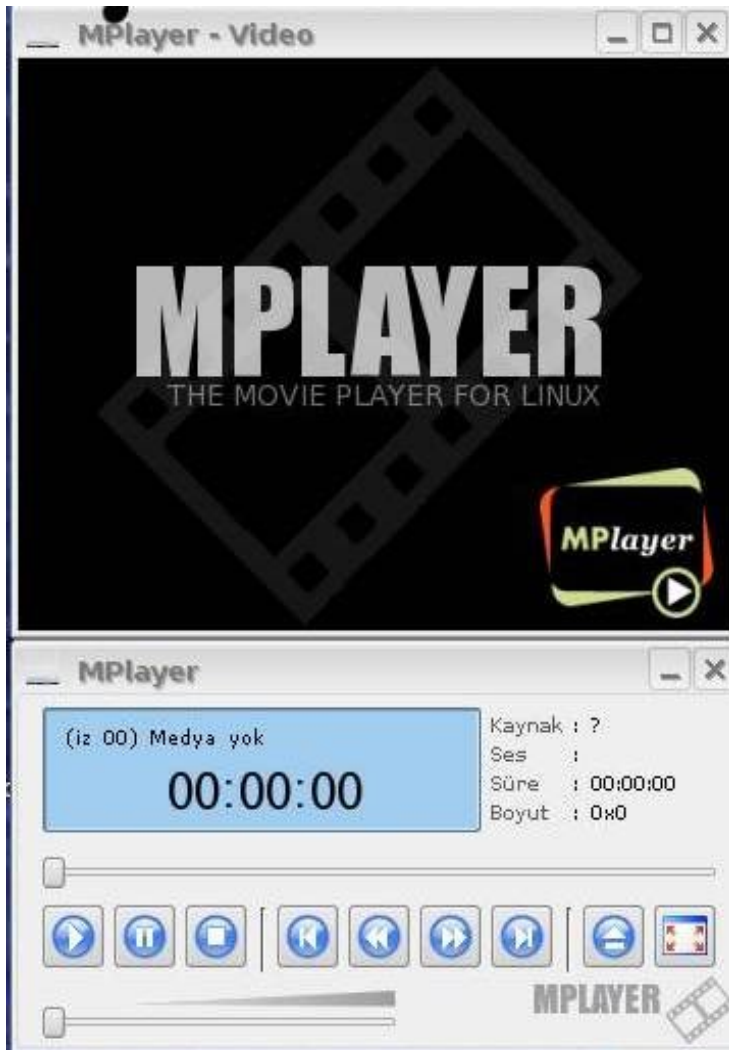 MPlayer - Video
MPLAYER
THE MOVIE PLAYER FOR LINUX
MPlayer
MPlayer
(iz 00) Medya yok
00:00:00
Kaynak : ?
Ses :
Süre : 00:00:00
Boyut : 0x0
MPLAYER